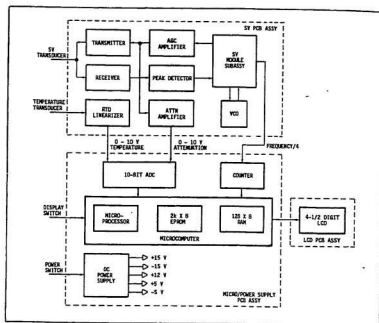 SV PCB ASSY
TRANSMITTER
AGC
AMPLIFIER
SV
MODULE
SUBASSY
SV
TRANSDUCER
RECEIVER
PEAK DETECTOR
TEMPERATURE
TRANSDUCER
RTD
LINEARIZER
ATTN
AMPLIFIER
VCO
0 - 10 V
TEMPERATURE
0 - 10 V
ATTENUATION
FREQUENCY/4
10-BIT ADC
COUNTER
DISPLAY
SWITCH
MICRO-
PROCESSOR
2k X 8
EPROM
128 X 8
RAM
MICROCOMPUTER
4-1/2 DIGIT
LCD
LCD PCB ASSY
POWER
SWITCH
DC
POWER
SUPPLY
+15 V
-15 V
+12 V
+5 V
-5 V
MICRO/POWER SUPPLY
PCB ASSY